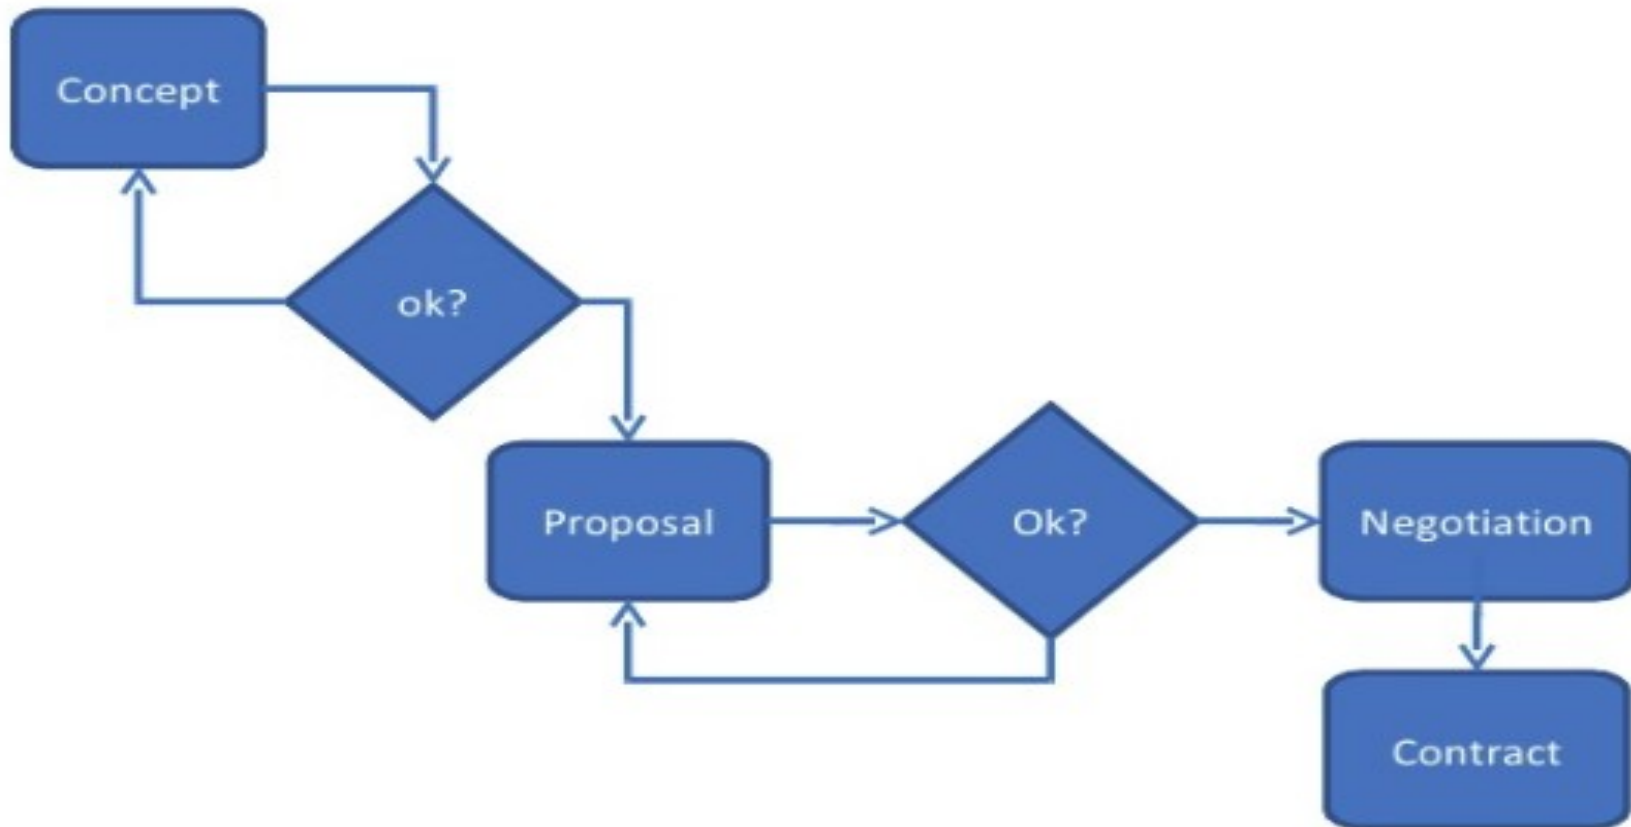 Concept
ok?
Proposal
Ok?
Negotiation
Contract